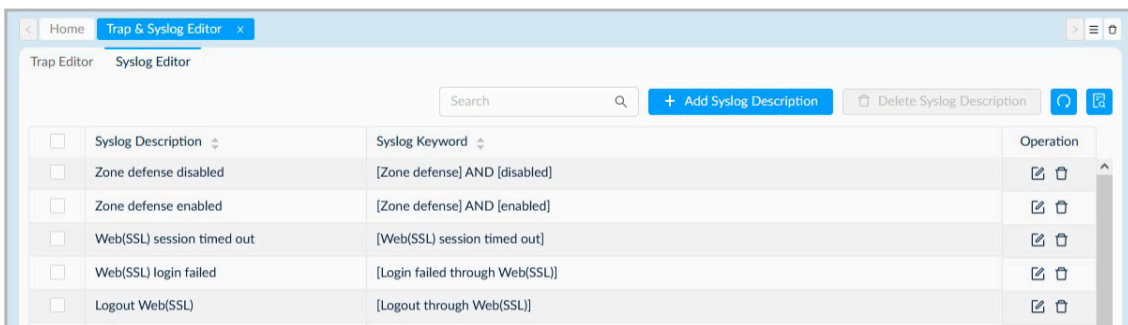 Home Trap & Syslog Editor ×
Trap Editor Syslog Editor
Search + Add Syslog Description Delete Syslog Description
Syslog Description Syslog Keyword Operation
Zone defense disabled [Zone defense] AND [disabled]
Zone defense enabled [Zone defense] AND [enabled]
Web(SSL) session timed out [Web(SSL) session timed out]
Web(SSL) login failed [Login failed through Web(SSL)]
Logout Web(SSL) [Logout through Web(SSL)]